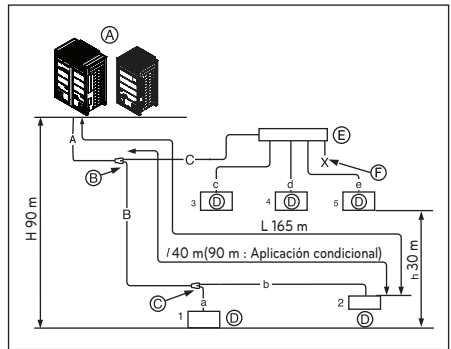 A
A
E
C
B
X
F
c
d
e
3 D
4 D
5 D
B
L 165 m
H 90 m
l 40 m(90 m : Aplicación condicional)
h 30 m
C
a
b
1
D
2
D